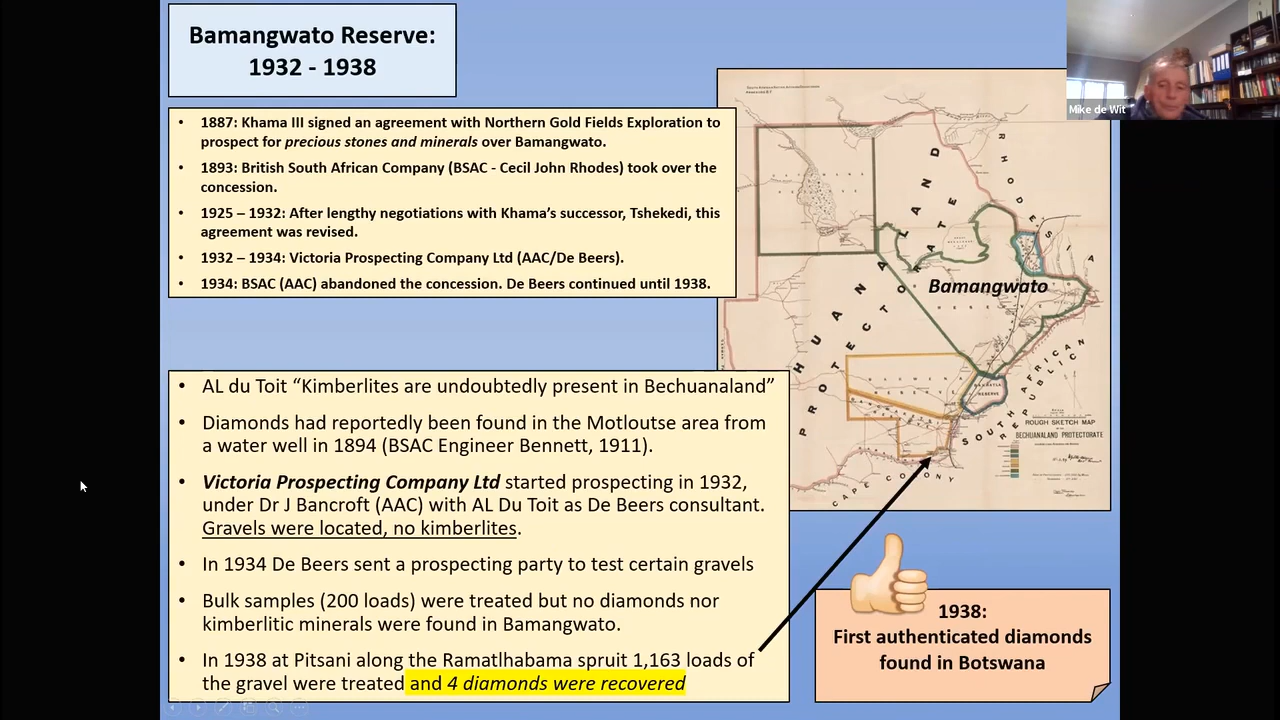 Bamangwato Reserve:
1932 - 1938
• 1887: Khama III signed an agreement with Northern Gold Fields Exploration to
prospect for precious stones and minerals over Bamangwato.
• 1893: British South African Company (BSAC - Cecil John Rhodes) took over the
concession.
• 1925 – 1932: After lengthy negotiations with Khama's successor, Tshekedi, this
agreement was revised.
• 1932 – 1934: Victoria Prospecting Company Ltd (AAC/De Beers).
• 1934: BSAC (AAC) abandoned the concession. De Beers continued until 1938.
Mike de Wit
RHODESIA
PROTECTORATE
Bamangwato
SOUTH AFRICAN
REPUBLIC
CAPE COLONY
ROUGH SKETCH MAP
BECHUANALAND PROTECTORATE
• AL du Toit “Kimberlites are undoubtedly present in Bechuanaland”
• Diamonds had reportedly been found in the Motloutse area from
a water well in 1894 (BSAC Engineer Bennett, 1911).
• Victoria Prospecting Company Ltd started prospecting in 1932,
under Dr J Bancroft (AAC) with AL Du Toit as De Beers consultant.
Gravels were located, no kimberlites.
• In 1934 De Beers sent a prospecting party to test certain gravels
• Bulk samples (200 loads) were treated but no diamonds nor
kimberlitic minerals were found in Bamangwato.
• In 1938 at Pitsani along the Ramatlhabama spruit 1,163 loads of
the gravel were treated and 4 diamonds were recovered
1938:
First authenticated diamonds
found in Botswana